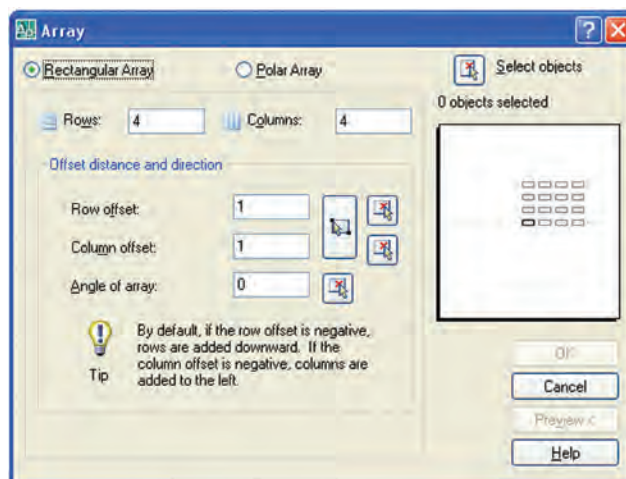 Array
Rectangular Array
Polar Array
Select objects
0 objects selected
Rows: 4
Columns: 4
Offset distance and direction
Row offset: 1
Column offset: 1
Angle of array: 0
By default, if the row offset is negative,
rows are added downward. If the
column offset is negative, columns are
added to the left.
Tip
OK
Cancel
Preview <
Help